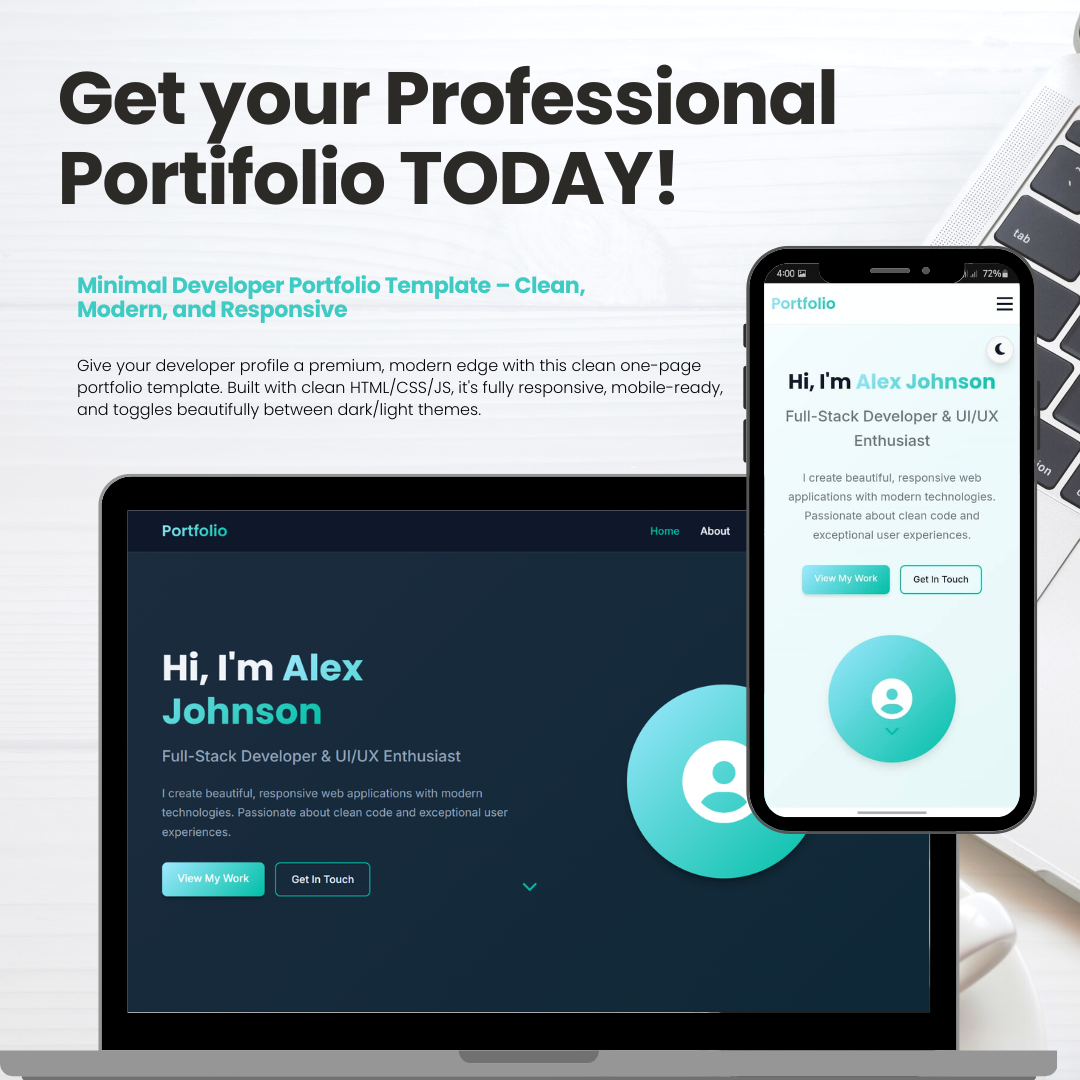 Get your Professional
Portifolio TODAY!
Minimal Developer Portfolio Template – Clean,
Modern, and Responsive
Give your developer profile a premium, modern edge with this clean one-page
portfolio template. Built with clean HTML/CSS/JS, it's fully responsive, mobile-ready,
and toggles beautifully between dark/light themes.
tab
4:00 72%
Portfolio
Hi, I'm Alex Johnson
Full-Stack Developer & UI/UX
Enthusiast
I create beautiful, responsive web
applications with modern technologies.
Passionate about clean code and
exceptional user experiences.
View My Work Get In Touch
Portfolio Home About
Hi, I'm Alex
Johnson
Full-Stack Developer & UI/UX Enthusiast
I create beautiful, responsive web applications with modern
technologies. Passionate about clean code and exceptional user
experiences.
View My Work Get In Touch